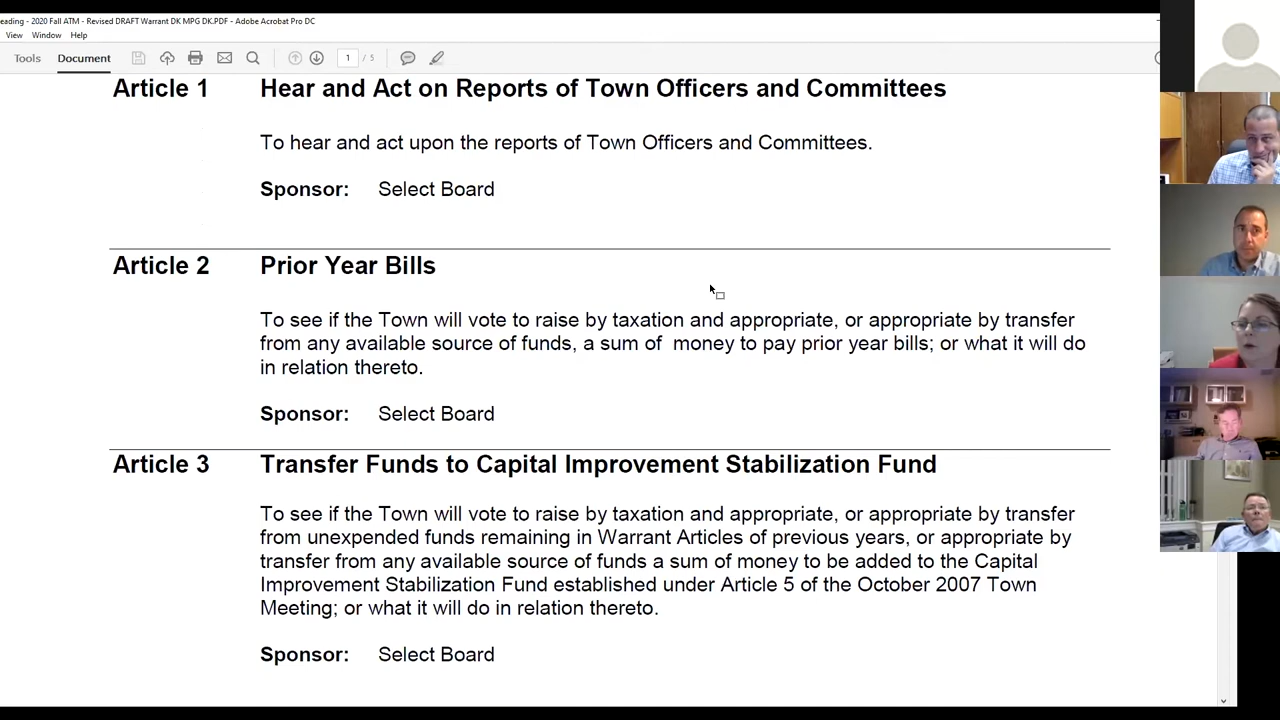 eading - 2020 Fall ATM - Revised DRAFT Warrant DK MPG DK.PDF - Adobe Acrobat Pro DC
View Window Help
Tools Document 1 / 5
Article 1 Hear and Act on Reports of Town Officers and Committees
To hear and act upon the reports of Town Officers and Committees.
Sponsor: Select Board
Article 2 Prior Year Bills
To see if the Town will vote to raise by taxation and appropriate, or appropriate by transfer
from any available source of funds, a sum of money to pay prior year bills; or what it will do
in relation thereto.
Sponsor: Select Board
Article 3 Transfer Funds to Capital Improvement Stabilization Fund
To see if the Town will vote to raise by taxation and appropriate, or appropriate by transfer
from unexpended funds remaining in Warrant Articles of previous years, or appropriate by
transfer from any available source of funds a sum of money to be added to the Capital
Improvement Stabilization Fund established under Article 5 of the October 2007 Town
Meeting; or what it will do in relation thereto.
Sponsor: Select Board